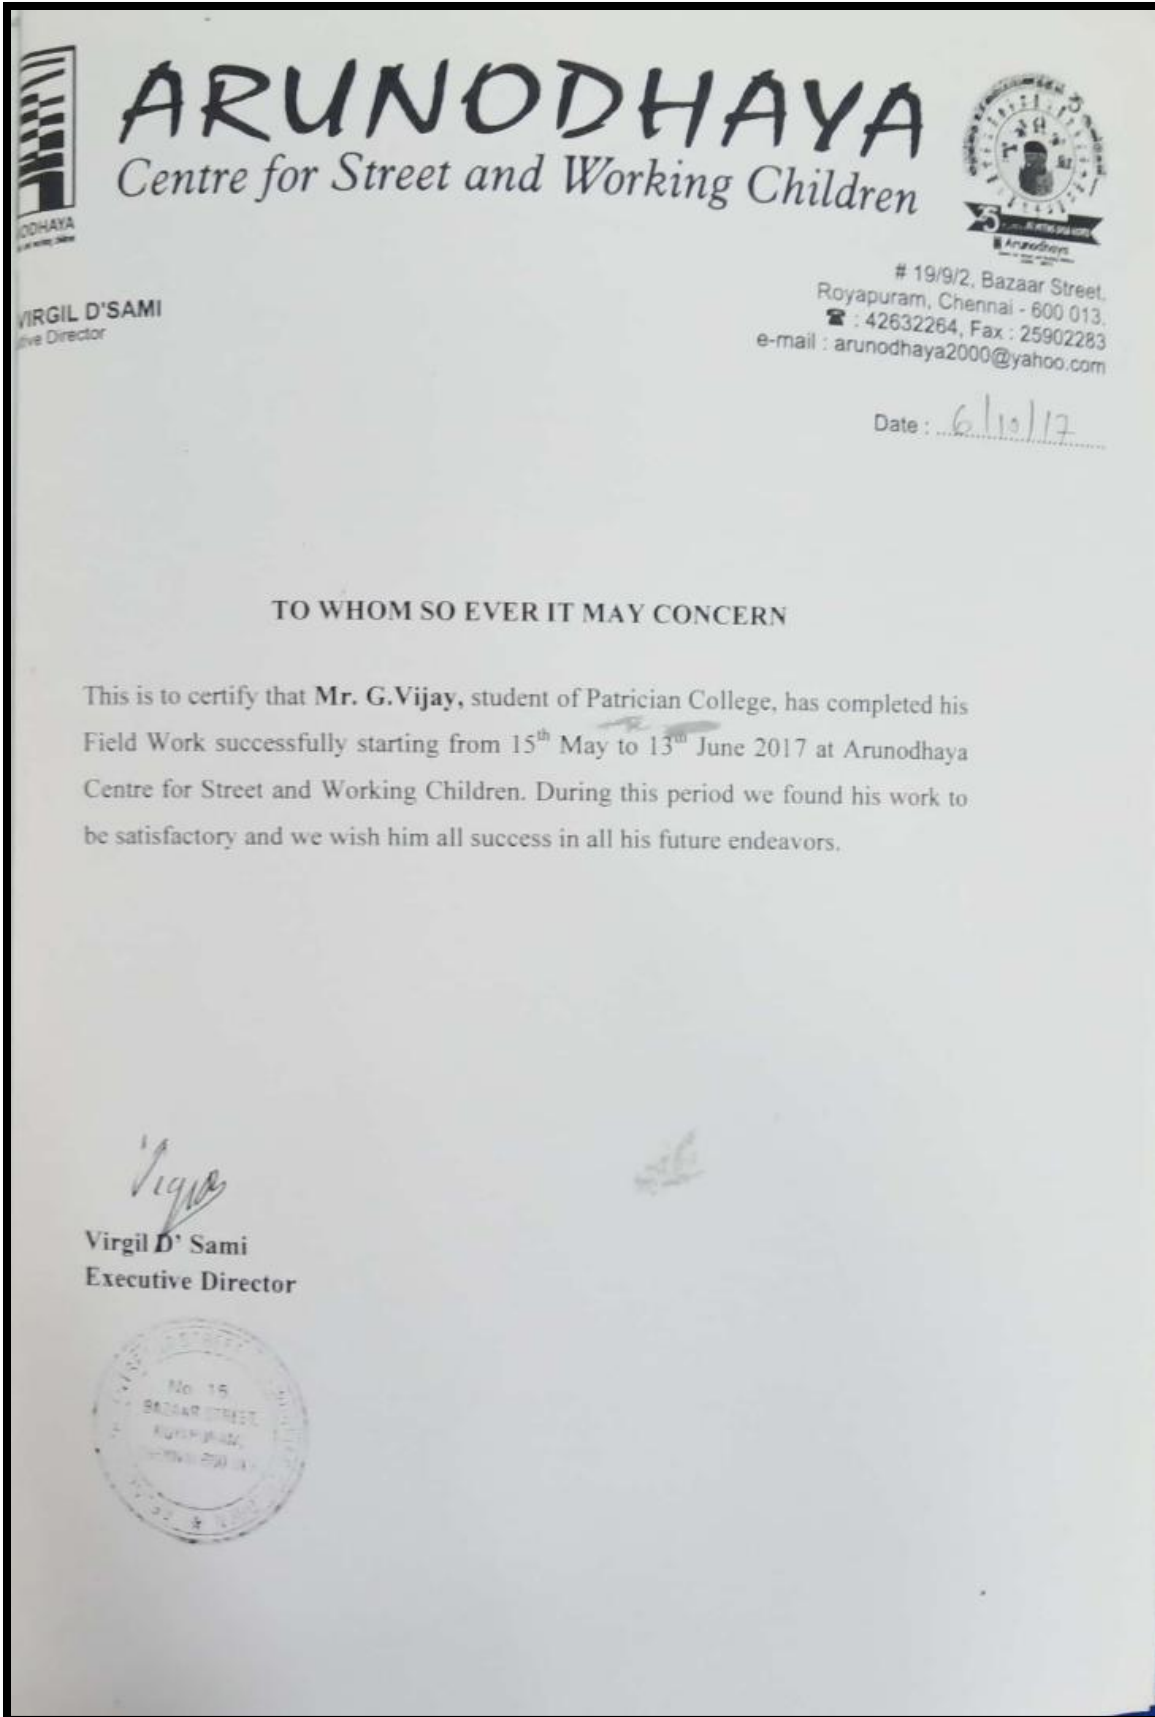 ARUNODHAYA
Centre for Street and Working Children
ODHAYA
25
Arunodhaya
# 19/9/2, Bazaar Street,
Royapuram, Chennai - 600 013.
☎ : 42632264, Fax : 25902283
e-mail : arunodhaya2000@yahoo.com
VIRGIL D'SAMI
tive Director
Date : 6/10/17
TO WHOM SO EVER IT MAY CONCERN
This is to certify that Mr. G.Vijay, student of Patrician College, has completed his
Field Work successfully starting from 15th May to 13th June 2017 at Arunodhaya
Centre for Street and Working Children. During this period we found his work to
be satisfactory and we wish him all success in all his future endeavors.
Virgil D' Sami
Executive Director
No. 15
BAZAAR STREET,